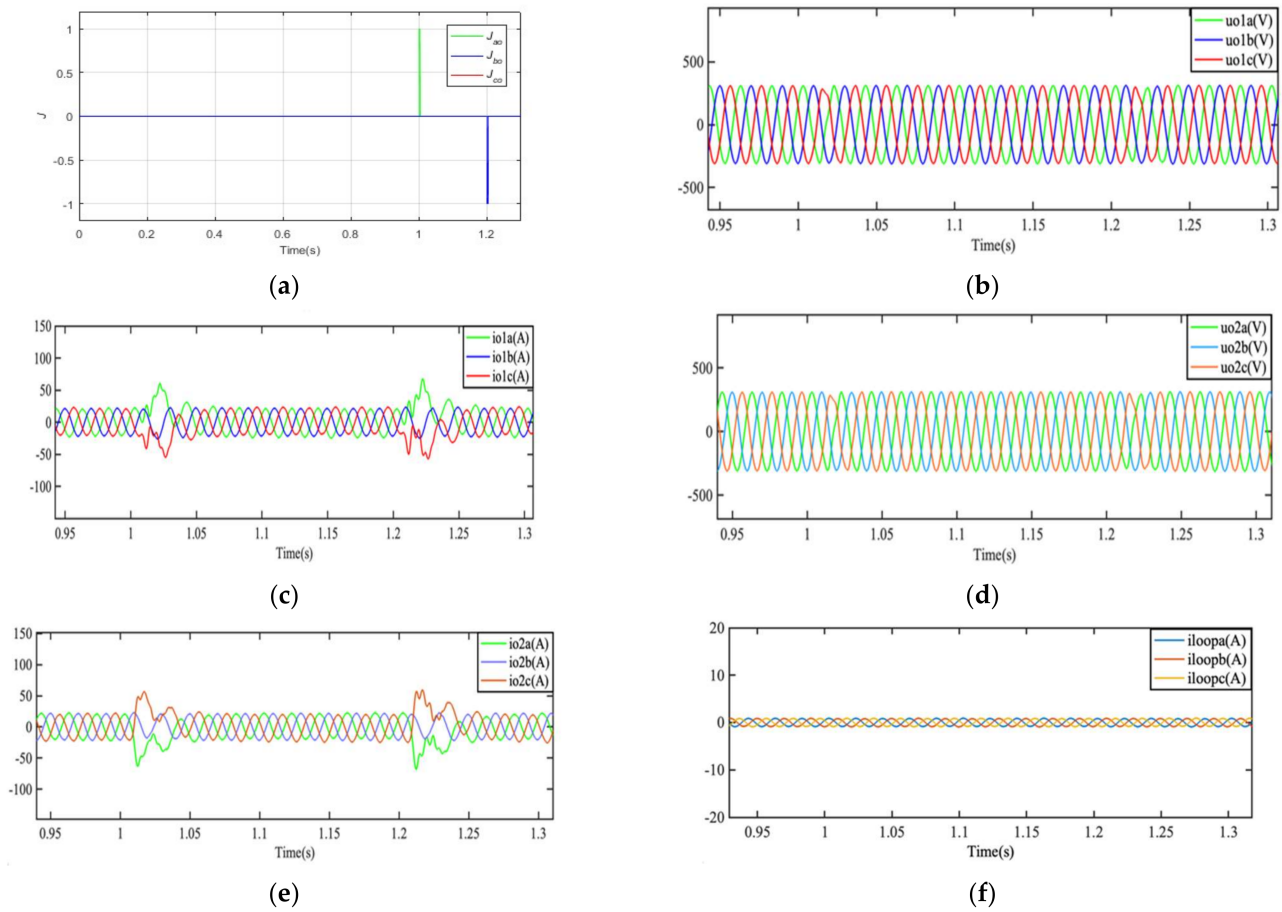 1
0.5
0
-0.5
-1
J
J ao
J bo
J co
0 0.2 0.4 0.6 0.8 1 1.2
Time(s)
(a)
500
0
-500
uo1a(V)
uo1b(V)
uo1c(V)
0.95 1 1.05 1.1 1.15 1.2 1.25 1.3
Time(s)
(b)
150
100
50
0
-50
-100
io1a(A)
io1b(A)
io1c(A)
0.95 1 1.05 1.1 1.15 1.2 1.25 1.3
Time(s)
(c)
500
0
-500
uo2a(V)
uo2b(V)
uo2c(V)
0.95 1 1.05 1.1 1.15 1.2 1.25 1.3
Time(s)
(d)
150
100
50
0
-50
-100
io2a(A)
io2b(A)
io2c(A)
0.95 1 1.05 1.1 1.15 1.2 1.25 1.3
Time(s)
(e)
20
10
0
-10
-20
iloopa(A)
iloopb(A)
iloopc(A)
0.95 1 1.05 1.1 1.15 1.2 1.25 1.3
Time(s)
(f)